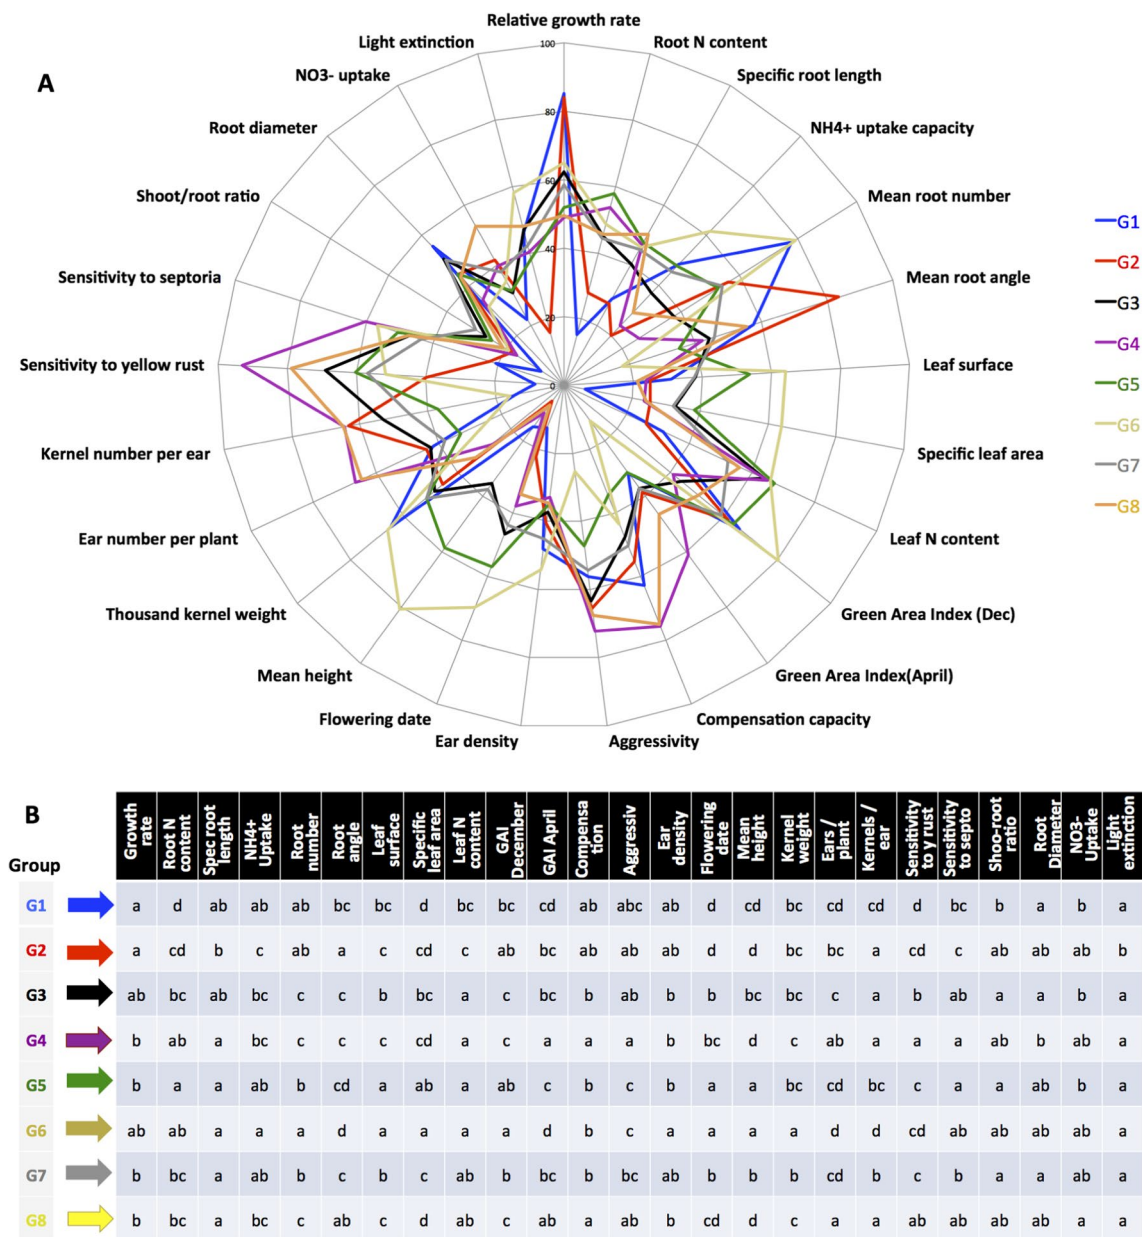 A
Relative growth rate
Light extinction
Root N content
NO3- uptake
Specific root length
Root diameter
NH4+ uptake capacity
Shoot/root ratio
Mean root number
Sensitivity to septoria
Mean root angle
Sensitivity to yellow rust
Leaf surface
Kernel number per ear
Specific leaf area
Ear number per plant
Leaf N content
Thousand kernel weight
Green Area Index (Dec)
Mean height
Green Area Index(April)
Flowering date
Compensation capacity
Ear density
Aggressivity
100
80
60
40
20
0
G1
G2
G3
G4
G5
G6
G7
G8
B
Group
Growth rate
Root N content
Spec root length
NH4+ Uptake
Root number
Root angle
Leaf surface
Specific leaf area
Leaf N content
GAI December
GAI April
Compensa tion
Aggressiv
Ear density
Flowering date
Mean height
Kernel weight
Ears / plant
Kernels / ear
Sensitivity to y rust
Sensitivity to septo
Shoo-root ratio
Root Diameter
NO3- Uptake
Light extinction
G1 a d ab ab ab bc bc d bc bc cd ab abc ab d cd bc cd cd d bc b a b a
G2 a cd b c ab a c cd c ab bc ab ab ab d d bc bc a cd c ab ab ab b
G3 ab bc ab bc c c b bc a c bc b ab b b bc bc c a b ab a a b a
G4 b ab a bc c c c cd a c a a a b bc d c ab a a a ab b ab a
G5 b a a ab b cd a ab a ab c b c b a a bc cd bc c a a ab b a
G6 ab ab a a a d a a a a d b c a a a a d d cd ab ab ab ab a
G7 b bc a ab b c b c ab b bc ab bc ab b b b cd b c b a a ab a
G8 b bc a bc c ab c d ab c ab a ab b cd d c a a ab ab ab ab a a